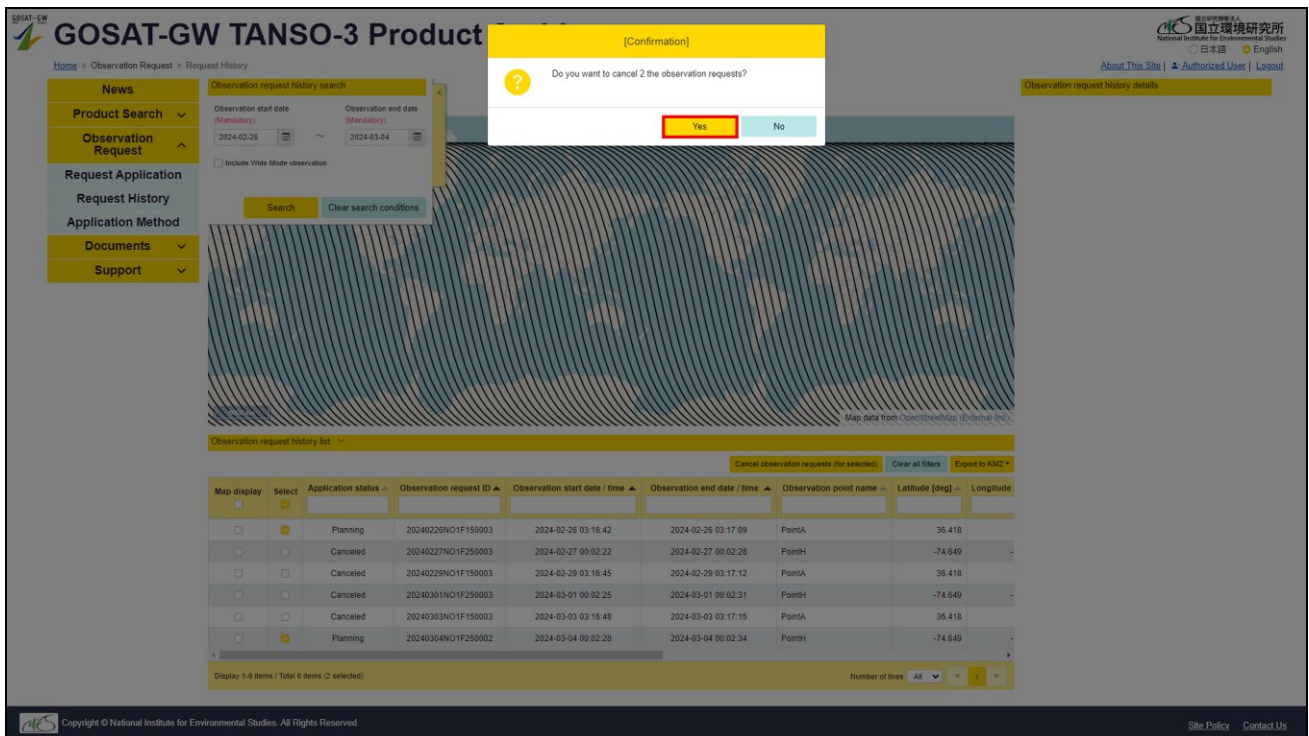 GOSAT-GW
GOSAT-GW TANSO-3 Product
国立研究開発法人
国立環境研究所
National Institute for Environmental Studies
日本語 English
Home > Observation Request > Request History
About This Site | Authorized User | Logout
[Confirmation]
Do you want to cancel 2 the observation requests?
Yes No
News
Product Search
Observation Request
Request Application
Request History
Application Method
Documents
Support
Observation request history search
<
Observation start date
(Mandatory)
Observation end date
(Mandatory)
2024-02-26 ~ 2024-03-04
Include Wide Mode observation
Search Clear search conditions
Observation request history details
Map data from OpenStreetMap (External link)
Observation request history list
Cancel observation requests (for selected) Clear all filters Export to KMZ
Map display Select Application status Observation request ID Observation start date / time Observation end date / time Observation point name Latitude [deg] Longitude
Planning 20240226NO1F150003 2024-02-26 03:16:42 2024-02-26 03:17:09 PointA 36.418
Canceled 20240227NO1F250003 2024-02-27 00:02:22 2024-02-27 00:02:28 PointH -74.649 -
Canceled 20240229NO1F150003 2024-02-29 03:16:45 2024-02-29 03:17:12 PointA 36.418
Canceled 20240301NO1F250003 2024-03-01 00:02:25 2024-03-01 00:02:31 PointH -74.649 -
Canceled 20240303NO1F150003 2024-03-03 03:16:48 2024-03-03 03:17:15 PointA 36.418
Planning 20240304NO1F250002 2024-03-04 00:02:28 2024-03-04 00:02:34 PointH -74.649 -
Display 1-6 items / Total 6 items (2 selected)
Number of lines All 1
Copyright © National Institute for Environmental Studies. All Rights Reserved.
Site Policy Contact Us